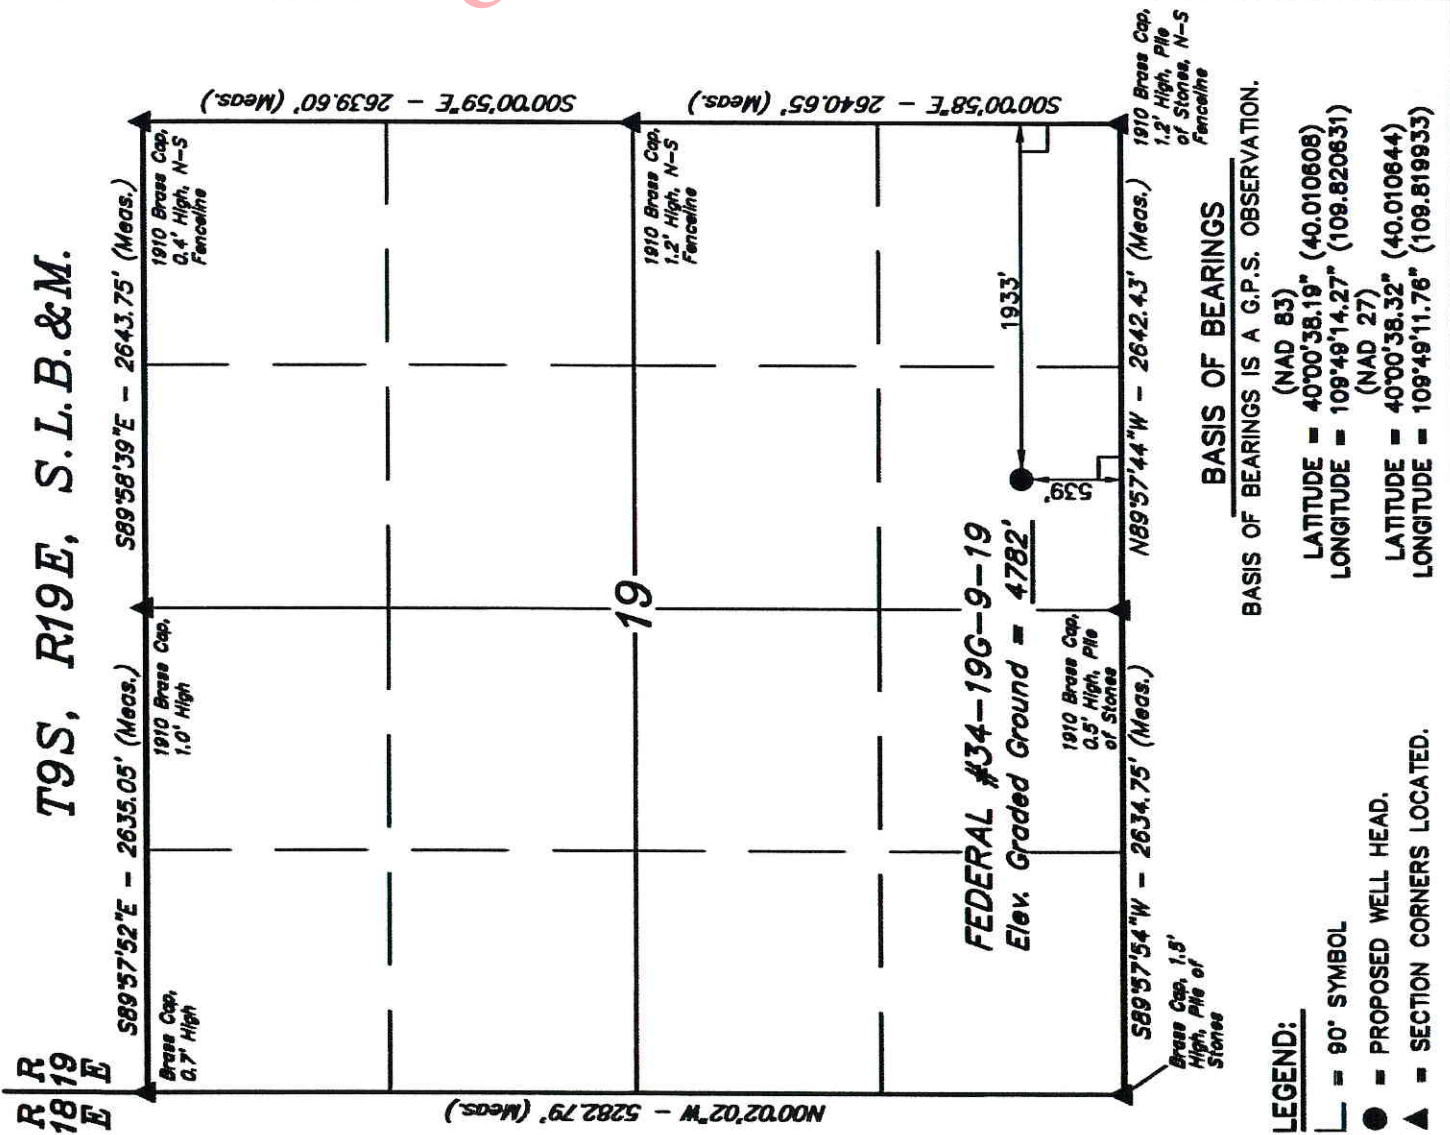 T9S, R19E, S.L.B.&M.
R R
18 19
E E
S89°57'52"E - 2635.05' (Meas.)
S89°58'39"E - 2643.75' (Meas.)
Brass Cap,
0.7' High
1910 Brass Cap,
1.0' High
1910 Brass Cap,
0.4' High, N-S
Fenceline
N00°02'02"W - 5282.79' (Meas.)
S00°00'59"E - 2639.60' (Meas.)
19
1910 Brass Cap,
1.2' High, N-S
Fenceline
S00°00'58"E - 2640.65' (Meas.)
FEDERAL #34-19G-9-19
Elev. Graded Ground = 4782'
1933'
539'
1910 Brass Cap,
0.5' High, Pile
of Stones
1910 Brass Cap,
1.2' High, Pile
of Stones, N-S
Fenceline
S89°57'54"W - 2634.75' (Meas.)
N89°57'44"W - 2642.43' (Meas.)
Brass Cap, 1.5'
High, Pile of
Stones
BASIS OF BEARINGS
BASIS OF BEARINGS IS A G.P.S. OBSERVATION.
LEGEND:
= 90° SYMBOL
= PROPOSED WELL HEAD.
= SECTION CORNERS LOCATED.
(NAD 83)
LATITUDE = 40°00'38.19" (40.010608)
LONGITUDE = 109°49'14.27" (109.820631)
(NAD 27)
LATITUDE = 40°00'38.32" (40.010644)
LONGITUDE = 109°49'11.76" (109.819933)